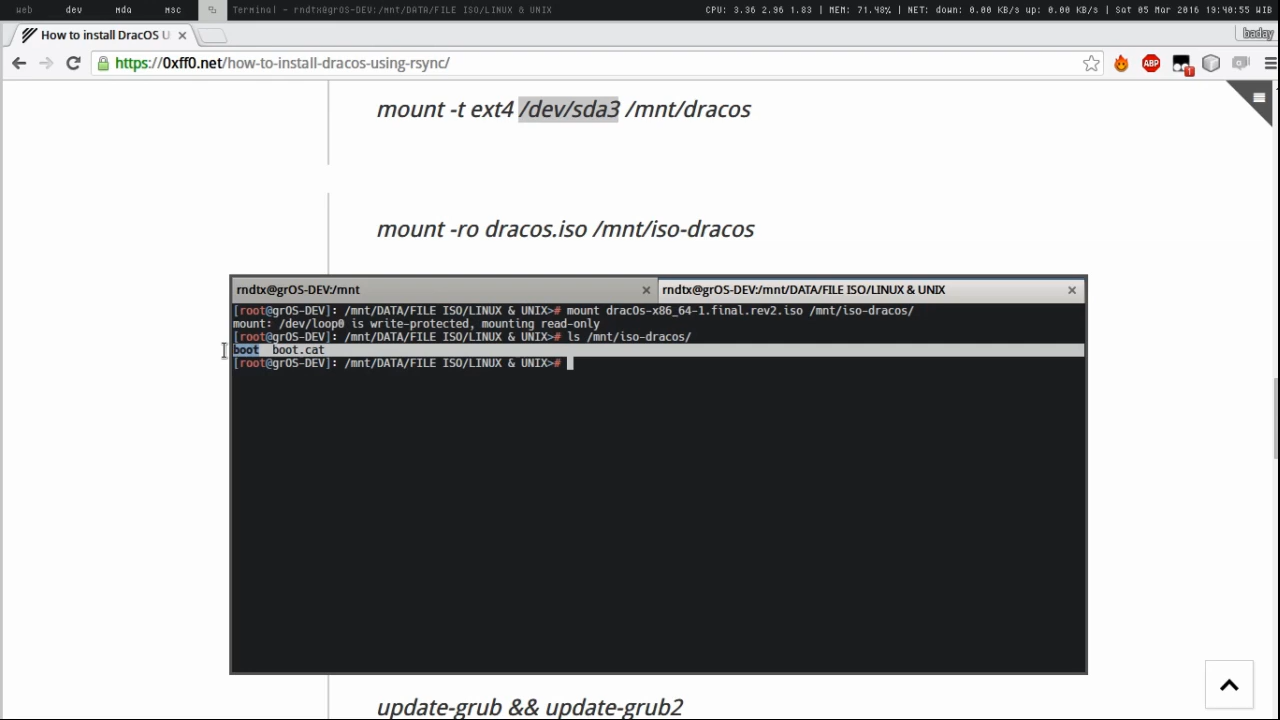 web dev mda msc Terminal - rndtx@grOS-DEV:/mnt/DATA/FILE ISO/LINUX & UNIX CPU: 3.36 2.96 1.83 | MEM: 71.48% | NET: down: 0.00 KB/s up: 0.00 KB/s | Sat 05 Mar 2016 19:40:55 WIB
How to install DracOS U
baday
https://0xff0.net/how-to-install-dracos-using-rsync/
ABP
1
mount -t ext4 /dev/sda3 /mnt/dracos
mount -ro dracos.iso /mnt/iso-dracos
rndtx@grOS-DEV:/mnt
rndtx@grOS-DEV:/mnt/DATA/FILE ISO/LINUX & UNIX
[root@grOS-DEV]: /mnt/DATA/FILE ISO/LINUX & UNIX># mount dracOs-x86_64-1.final.rev2.iso /mnt/iso-dracos/
mount: /dev/loop0 is write-protected, mounting read-only
[root@grOS-DEV]: /mnt/DATA/FILE ISO/LINUX & UNIX># ls /mnt/iso-dracos/
boot boot.cat
[root@grOS-DEV]: /mnt/DATA/FILE ISO/LINUX & UNIX>#
update-grub && update-grub2